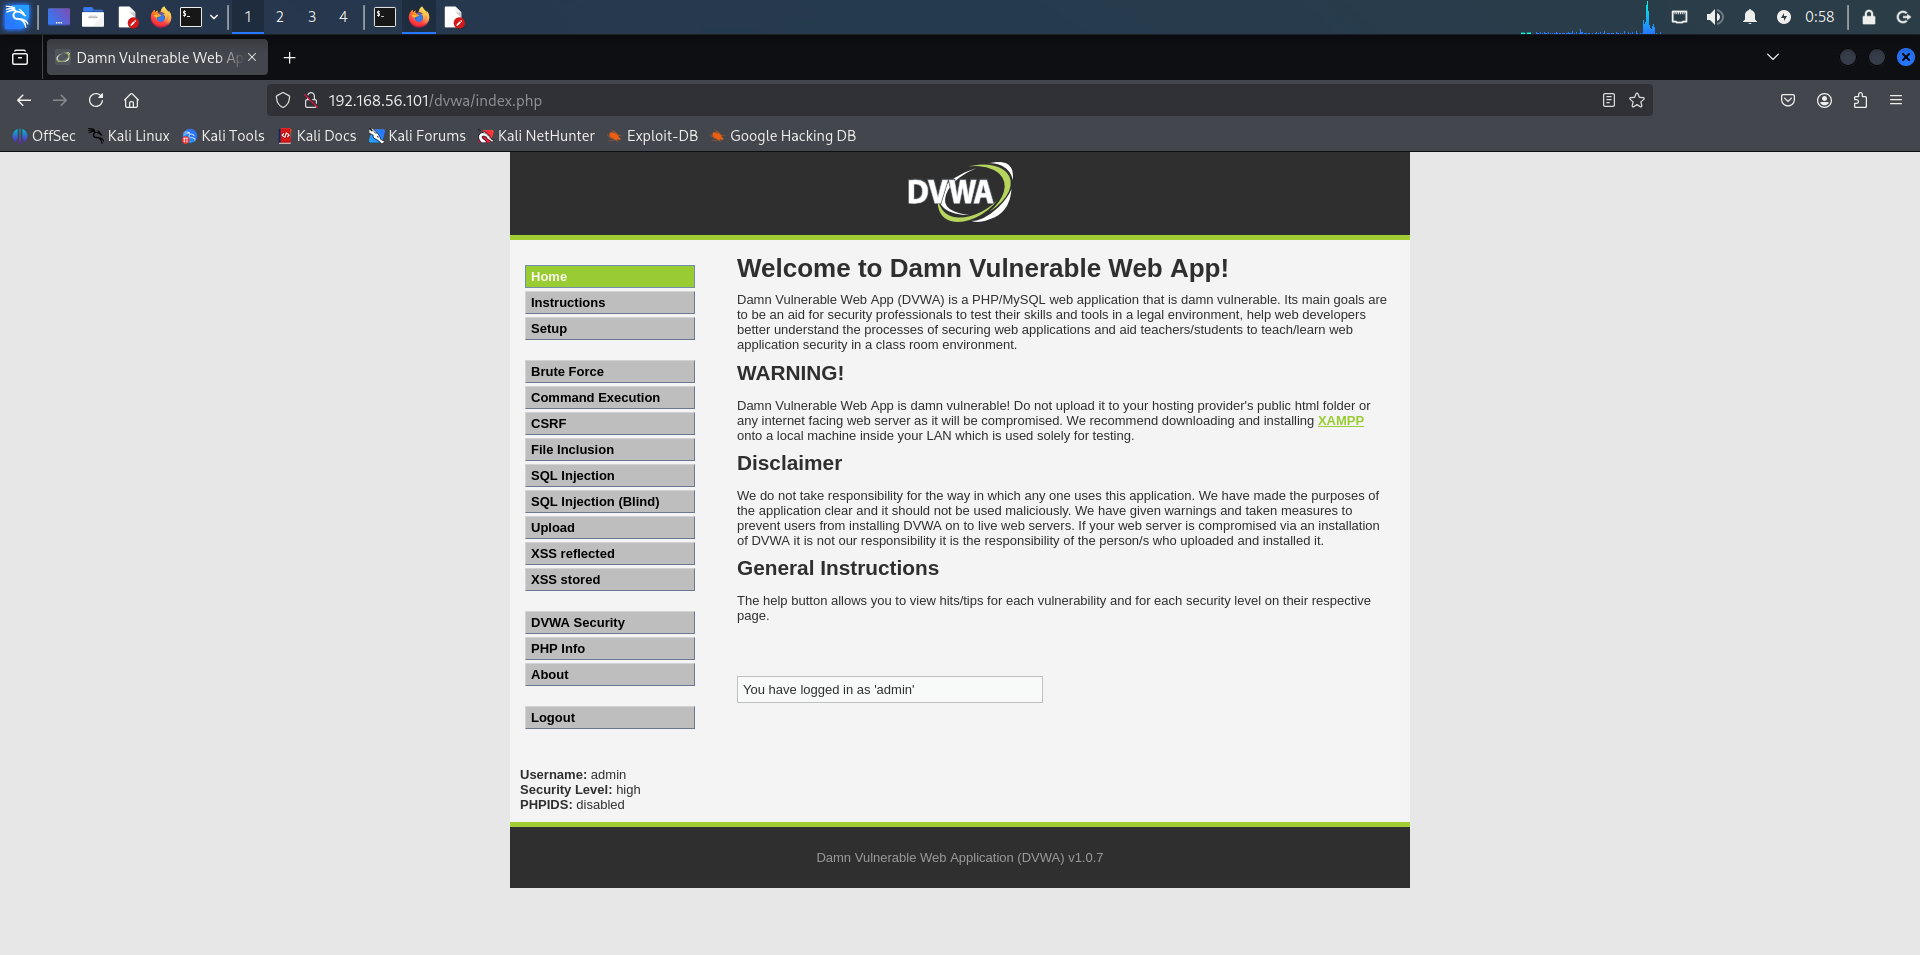 1 2 3 4 0:58
Damn Vulnerable Web Ap
192.168.56.101/dvwa/index.php
OffSec Kali Linux Kali Tools Kali Docs Kali Forums Kali NetHunter Exploit-DB Google Hacking DB
DVWA
Home
Instructions
Setup
Brute Force
Command Execution
CSRF
File Inclusion
SQL Injection
SQL Injection (Blind)
Upload
XSS reflected
XSS stored
DVWA Security
PHP Info
About
Logout
Username: admin
Security Level: high
PHPIDS: disabled
Welcome to Damn Vulnerable Web App!
Damn Vulnerable Web App (DVWA) is a PHP/MySQL web application that is damn vulnerable. Its main goals are
to be an aid for security professionals to test their skills and tools in a legal environment, help web developers
better understand the processes of securing web applications and aid teachers/students to teach/learn web
application security in a class room environment.
WARNING!
Damn Vulnerable Web App is damn vulnerable! Do not upload it to your hosting provider's public html folder or
any internet facing web server as it will be compromised. We recommend downloading and installing XAMPP
onto a local machine inside your LAN which is used solely for testing.
Disclaimer
We do not take responsibility for the way in which any one uses this application. We have made the purposes of
the application clear and it should not be used maliciously. We have given warnings and taken measures to
prevent users from installing DVWA on to live web servers. If your web server is compromised via an installation
of DVWA it is not our responsibility it is the responsibility of the person/s who uploaded and installed it.
General Instructions
The help button allows you to view hits/tips for each vulnerability and for each security level on their respective
page.
You have logged in as 'admin'
Damn Vulnerable Web Application (DVWA) v1.0.7